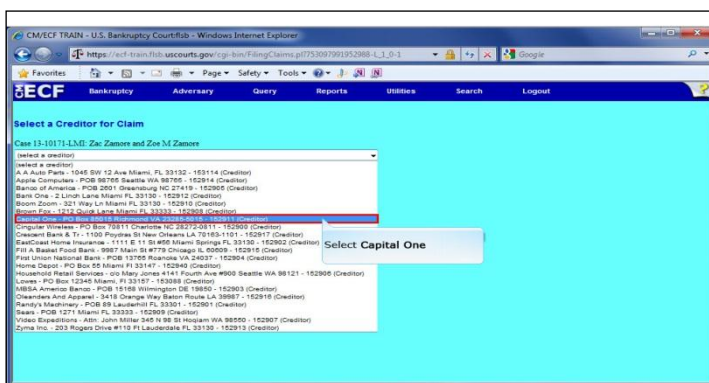 CM/ECF TRAIN - U.S. Bankruptcy Court:flsb - Windows Internet Explorer
https://ecf-train.flsb.uscourts.gov/cgi-bin/FilingClaims.pl?753097991952988-L_1_0-1
Google
Favorites Page Safety Tools
ECF Bankruptcy Adversary Query Reports Utilities Search Logout
Select a Creditor for Claim
Case 13-10171-LMI: Zac Zamore and Zoe M Zamore
(select a creditor)
(select a creditor)
A A Auto Parts - 1045 SW 12 Ave Miami, FL 33132 - 153114 (Creditor)
Apple Computers - POB 98765 Seattle WA 98765 - 152914 (Creditor)
Banco of America - POB 2601 Greensburg NC 27419 - 152905 (Creditor)
Bank One - 2 Linch Lane Miami FL 33130 - 152912 (Creditor)
Boom Zoom - 321 Way Ln Miami FL 33130 - 152910 (Creditor)
Brown Fox - 1212 Quick Lane Miami FL 33333 - 152908 (Creditor)
Capital One - PO Box 85015 Richmond VA 23285-5015 - 152911 (Creditor)
Cingular Wireless - PO Box 70811 Charlotte NC 28272-0811 - 152900 (Creditor)
Crescent Bank & Tr - 1100 Poydras St New Orleans LA 70163-1101 - 152917 (Creditor)
EastCoast Home Insurance - 1111 E 11 St #56 Miami Springs FL 33130 - 152902 (Creditor)
Fill A Basket Food Bank - 9987 Main St #779 Chicago IL 60609 - 152915 (Creditor)
First Union National Bank - POB 13765 Roanoke VA 24037 - 152904 (Creditor)
Home Depot - PO Box 55 Miami Fl 33147 - 152940 (Creditor)
Household Retail Services - c/o Mary Jones 4141 Fourth Ave #900 Seattle WA 98121 - 152906 (Creditor)
Lowes - PO Box 12345 Miami, Fl 33157 - 153088 (Creditor)
MBSA America Banco - POB 15168 Wilmington DE 19850 - 152903 (Creditor)
Oleanders And Apparel - 3418 Orange Way Baton Route LA 39987 - 152916 (Creditor)
Randy's Machinery - POB 89 Lauderhill FL 33301 - 152901 (Creditor)
Sears - POB 1271 Miami FL 33333 - 152909 (Creditor)
Video Expeditions - Attn: John Miller 345 N 98 St Hoqiam WA 98550 - 152907 (Creditor)
Zyma Inc. - 203 Rogers Drive #110 Ft Lauderdale FL 33130 - 152913 (Creditor)
Select Capital One